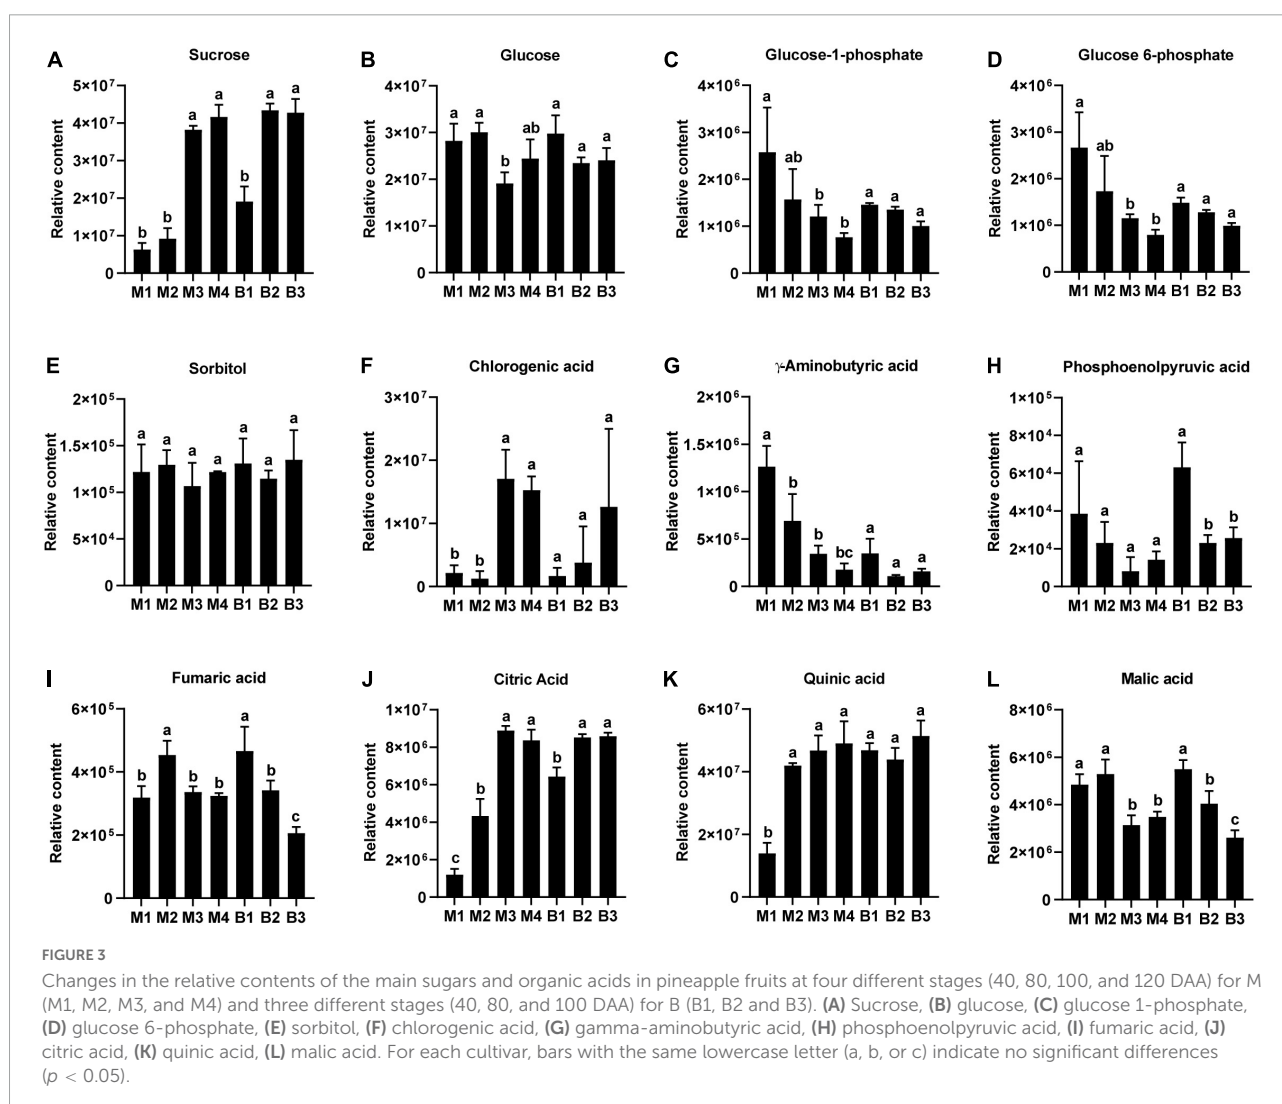 A Sucrose
Relative content
5×10⁷
4×10⁷
3×10⁷
2×10⁷
1×10⁷
0
b b a a b a a
M1 M2 M3 M4 B1 B2 B3
B Glucose
Relative content
4×10⁷
3×10⁷
2×10⁷
1×10⁷
0
a a b ab a a a
M1 M2 M3 M4 B1 B2 B3
C Glucose-1-phosphate
Relative content
4×10⁶
3×10⁶
2×10⁶
1×10⁶
0
a ab b b a a a
M1 M2 M3 M4 B1 B2 B3
D Glucose 6-phosphate
Relative content
4×10⁶
3×10⁶
2×10⁶
1×10⁶
0
a ab b b a a a
M1 M2 M3 M4 B1 B2 B3
E Sorbitol
Relative content
2×10⁵
1.5×10⁵
1×10⁵
5×10⁴
0
a a a a a a a
M1 M2 M3 M4 B1 B2 B3
F Chlorogenic acid
Relative content
3×10⁷
2×10⁷
1×10⁷
0
b b a a a a a
M1 M2 M3 M4 B1 B2 B3
G γ-Aminobutyric acid
Relative content
2×10⁶
1.5×10⁶
1×10⁶
5×10⁵
0
a b b bc a a a
M1 M2 M3 M4 B1 B2 B3
H Phosphoenolpyruvic acid
Relative content
1×10⁵
8×10⁴
6×10⁴
4×10⁴
2×10⁴
0
a a a a a b b
M1 M2 M3 M4 B1 B2 B3
I Fumaric acid
Relative content
6×10⁵
4×10⁵
2×10⁵
0
b a b b a b c
M1 M2 M3 M4 B1 B2 B3
J Citric Acid
Relative content
1×10⁷
8×10⁶
6×10⁶
4×10⁶
2×10⁶
0
c b a a b a a
M1 M2 M3 M4 B1 B2 B3
K Quinic acid
Relative content
6×10⁷
4×10⁷
2×10⁷
0
b a a a a a a
M1 M2 M3 M4 B1 B2 B3
L Malic acid
Relative content
8×10⁶
6×10⁶
4×10⁶
2×10⁶
0
a a b b a b c
M1 M2 M3 M4 B1 B2 B3
FIGURE 3
Changes in the relative contents of the main sugars and organic acids in pineapple fruits at four different stages (40, 80, 100, and 120 DAA) for M
(M1, M2, M3, and M4) and three different stages (40, 80, and 100 DAA) for B (B1, B2 and B3). (A) Sucrose, (B) glucose, (C) glucose 1-phosphate,
(D) glucose 6-phosphate, (E) sorbitol, (F) chlorogenic acid, (G) gamma-aminobutyric acid, (H) phosphoenolpyruvic acid, (I) fumaric acid, (J)
citric acid, (K) quinic acid, (L) malic acid. For each cultivar, bars with the same lowercase letter (a, b, or c) indicate no significant differences
(p < 0.05).